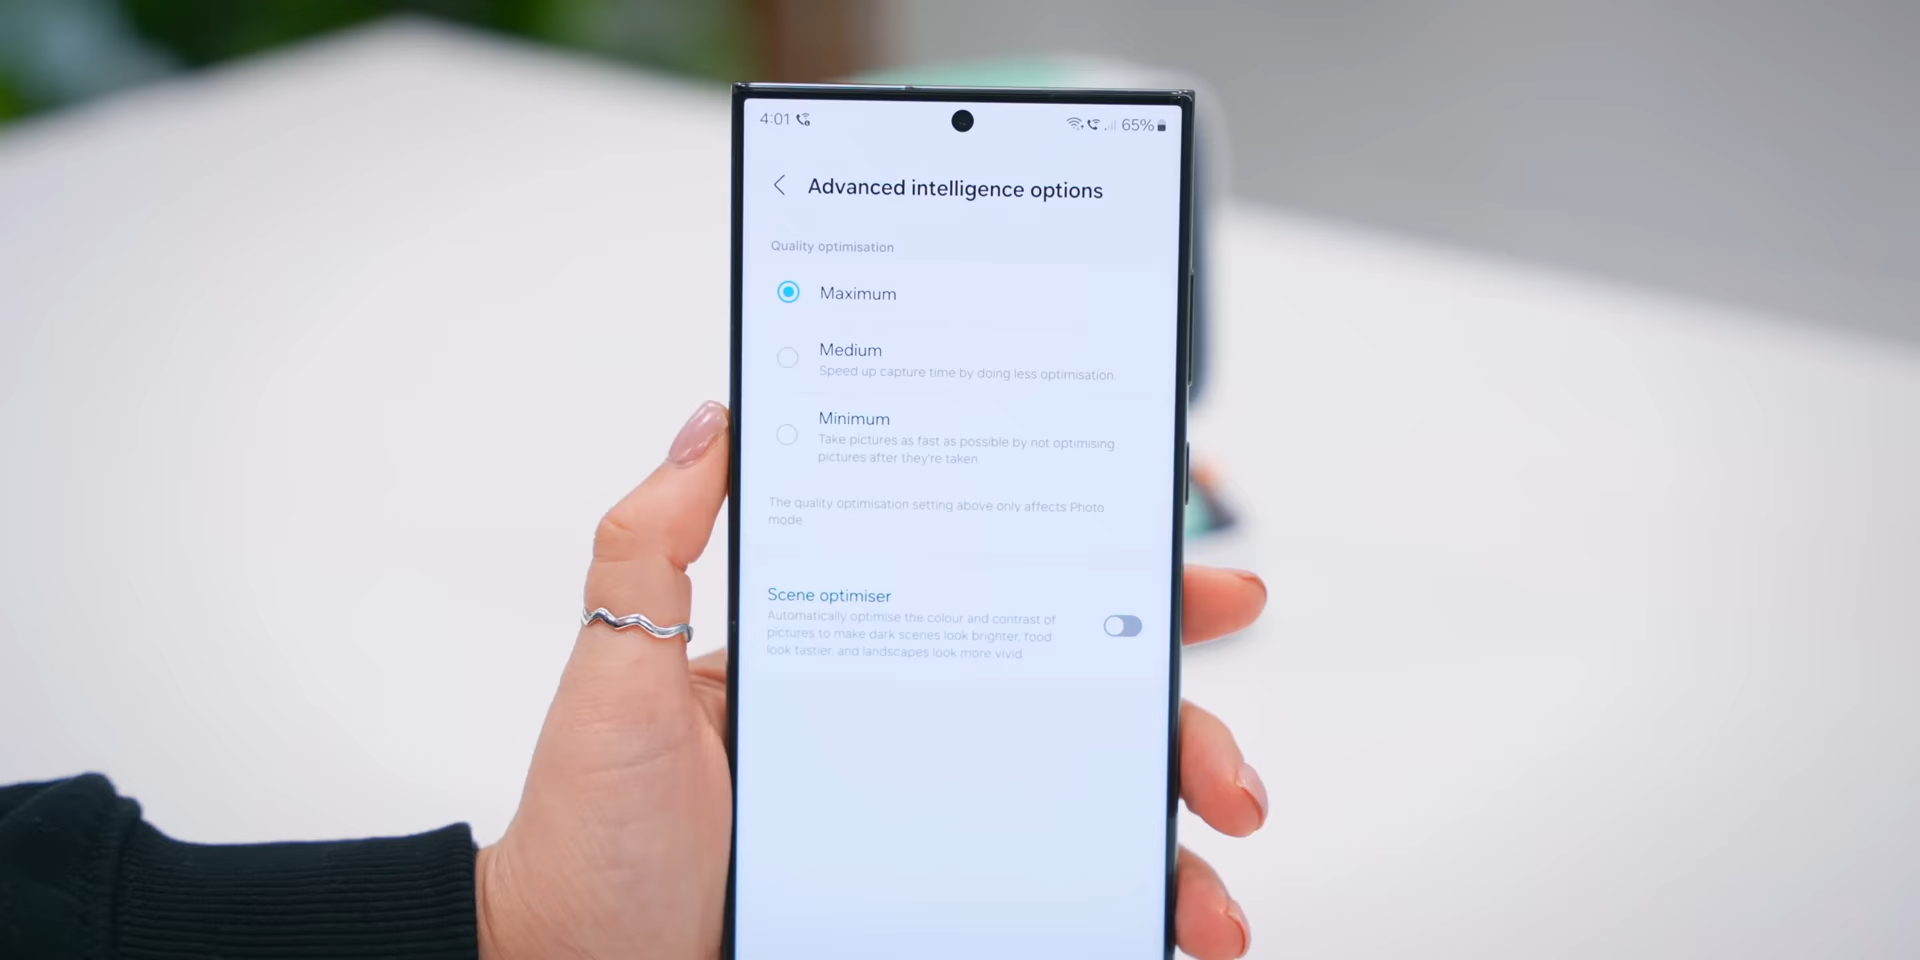 4:01
65%
Advanced intelligence options
Quality optimisation
Maximum
Medium
Speed up capture time by doing less optimisation.
Minimum
Take pictures as fast as possible by not optimising
pictures after they're taken.
The quality optimisation setting above only affects Photo
mode
Scene optimiser
Automatically optimise the colour and contrast of
pictures to make dark scenes look brighter, food
look tastier, and landscapes look more vivid.